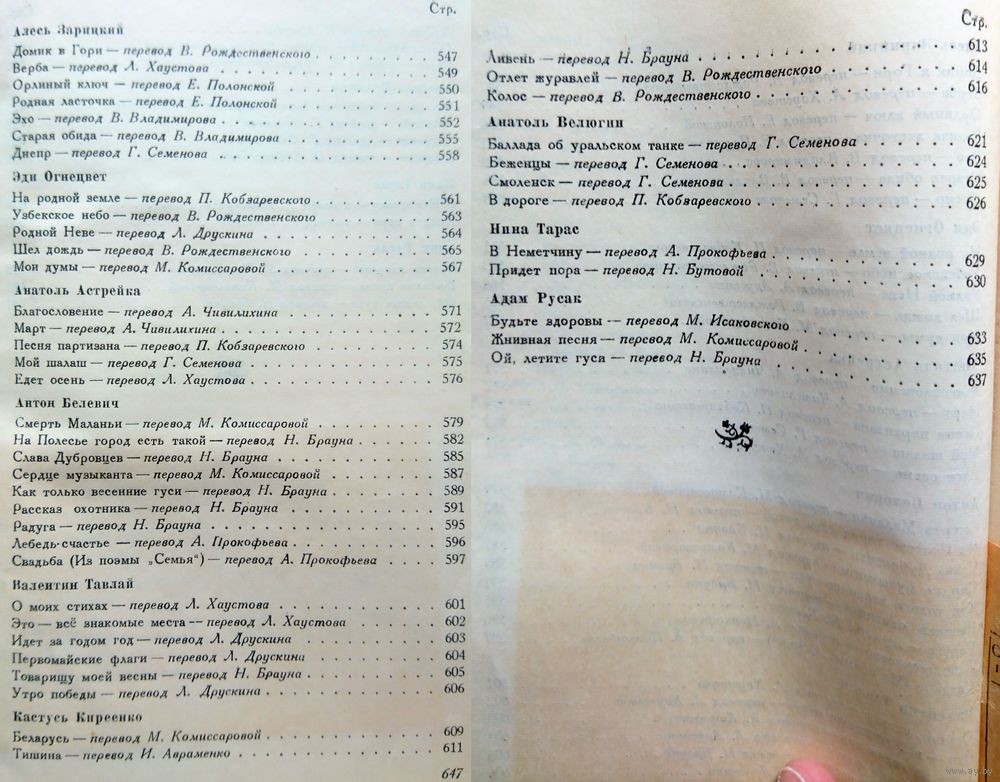 Стр.
Алесь Зарицкий
Домик в Гори — перевод В. Рождественского . . . . . . . . 547
Верба — перевод Л. Хаустова . . . . . . . . 549
Орлиный ключ — перевод Е. Полонской . . . . . . . . 550
Родная ласточка — перевод Е. Полонской . . . . . . . . 551
Эхо — перевод В. Владимирова . . . . . . . . 552
Старая обида — перевод В. Владимирова . . . . . . . . 555
Днепр — перевод Г. Семенова . . . . . . . . 558
Эди Огнецвет
На родной земле — перевод П. Кобзаревского . . . . . . . . 561
Узбекское небо — перевод В. Рождественского . . . . . . . . 563
Родной Неве — перевод Л. Друскина . . . . . . . . 564
Шел дождь — перевод В. Рождественского . . . . . . . . 565
Мои думы — перевод М. Комиссаровой . . . . . . . . 567
Анатоль Астрейка
Благословение — перевод А. Чивилихина . . . . . . . . 571
Март — перевод А. Чивилихина . . . . . . . . 572
Песня партизана — перевод П. Кобзаревского . . . . . . . . 574
Мой шалаш — перевод Г. Семенова . . . . . . . . 575
Едет осень — перевод Л. Хаустова . . . . . . . . 576
Антон Белевич
Смерть Маланьи — перевод М. Комиссаровой . . . . . . . . 579
На Полесье город есть такой — перевод Н. Брауна . . . . . . . . 582
Слава Дубровцев — перевод Н. Брауна . . . . . . . . 585
Сердце музыканта — перевод М. Комиссаровой . . . . . . . . 587
Как только весенние гуси — перевод Н. Брауна . . . . . . . . 589
Рассказ охотника — перевод Н. Брауна . . . . . . . . 591
Радуга — перевод Н. Брауна . . . . . . . . 595
Лебедь-счастье — перевод А. Прокофьева . . . . . . . . 596
Свадьба (Из поэмы „Семья“) — перевод А. Прокофьева . . . . 597
Валентин Тавлай
О моих стихах — перевод Л. Хаустова . . . . . . . . 601
Это — всё знакомые места — перевод Л. Хаустова . . . . . . . . 602
Идет за годом год — перевод Л. Друскина . . . . . . . . 603
Первомайские флаги — перевод Л. Друскина . . . . . . . . 604
Товарищу моей весны — перевод Н. Брауна . . . . . . . . 605
Утро победы — перевод Л. Друскина . . . . . . . . 606
Кастусь Киреенко
Беларусь — перевод М. Комиссаровой . . . . . . . . 609
Тишина — перевод И. Авраменко . . . . . . . . 611
647
Стр.
Ливень — перевод Н. Брауна . . . . . . . . 613
Отлет журавлей — перевод В. Рождественского . . . . . . . . 614
Колос — перевод В. Рождественского . . . . . . . . 616
Анатоль Велюгин
Баллада об уральском танке — перевод Г. Семенова . . . . . . . . 621
Беженцы — перевод Г. Семенова . . . . . . . . 624
Смоленск — перевод Г. Семенова . . . . . . . . 625
В дороге — перевод П. Кобзаревского . . . . . . . . 626
Нина Тарас
В Неметчину — перевод А. Прокофьева . . . . . . . . 629
Придет пора — перевод Н. Бутовой . . . . . . . . 630
Адам Русак
Будьте здоровы — перевод М. Исаковского . . . . . . . . 633
Жнивная песня — перевод М. Комиссаровой . . . . . . . . 635
Ой, летите гуси — перевод Н. Брауна . . . . . . . . 637
www.ay.by